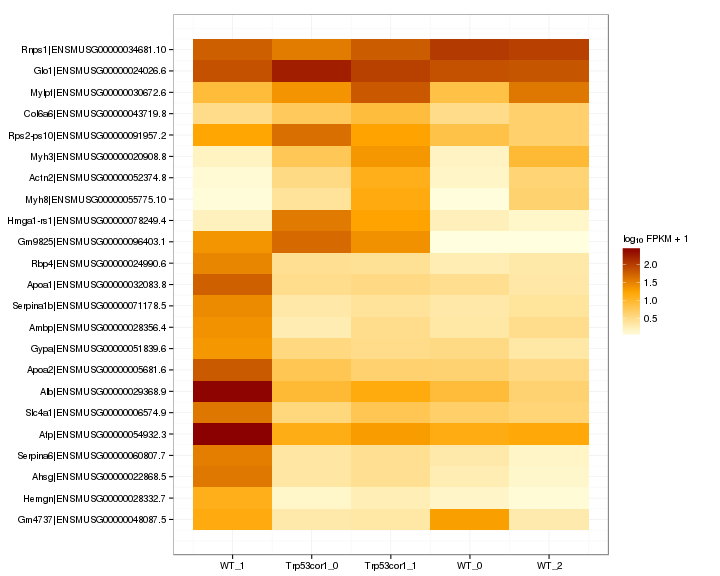 Rnps1|ENSMUSG00000034681.10
Glo1|ENSMUSG00000024026.6
Mylpf|ENSMUSG00000030672.6
Col6a6|ENSMUSG00000043719.8
Rps2-ps10|ENSMUSG00000091957.2
Myh3|ENSMUSG00000020908.8
Actn2|ENSMUSG00000052374.8
Myh8|ENSMUSG00000055775.10
Hmga1-rs1|ENSMUSG00000078249.4
Gm9825|ENSMUSG00000096403.1
Rbp4|ENSMUSG00000024990.6
Apoa1|ENSMUSG00000032083.8
Serpina1b|ENSMUSG00000071178.5
Ambp|ENSMUSG00000028356.4
Gypa|ENSMUSG00000051839.6
Apoa2|ENSMUSG00000005681.6
Alb|ENSMUSG00000029368.9
Slc4a1|ENSMUSG00000006574.9
Afp|ENSMUSG00000054932.3
Serpina6|ENSMUSG00000060807.7
Ahsg|ENSMUSG00000022868.5
Hemgn|ENSMUSG00000028332.7
Gm4737|ENSMUSG00000048087.5
WT_1 Trp53cor1_0 Trp53cor1_1 WT_0 WT_2
log10 FPKM + 1
2.0
1.5
1.0
0.5